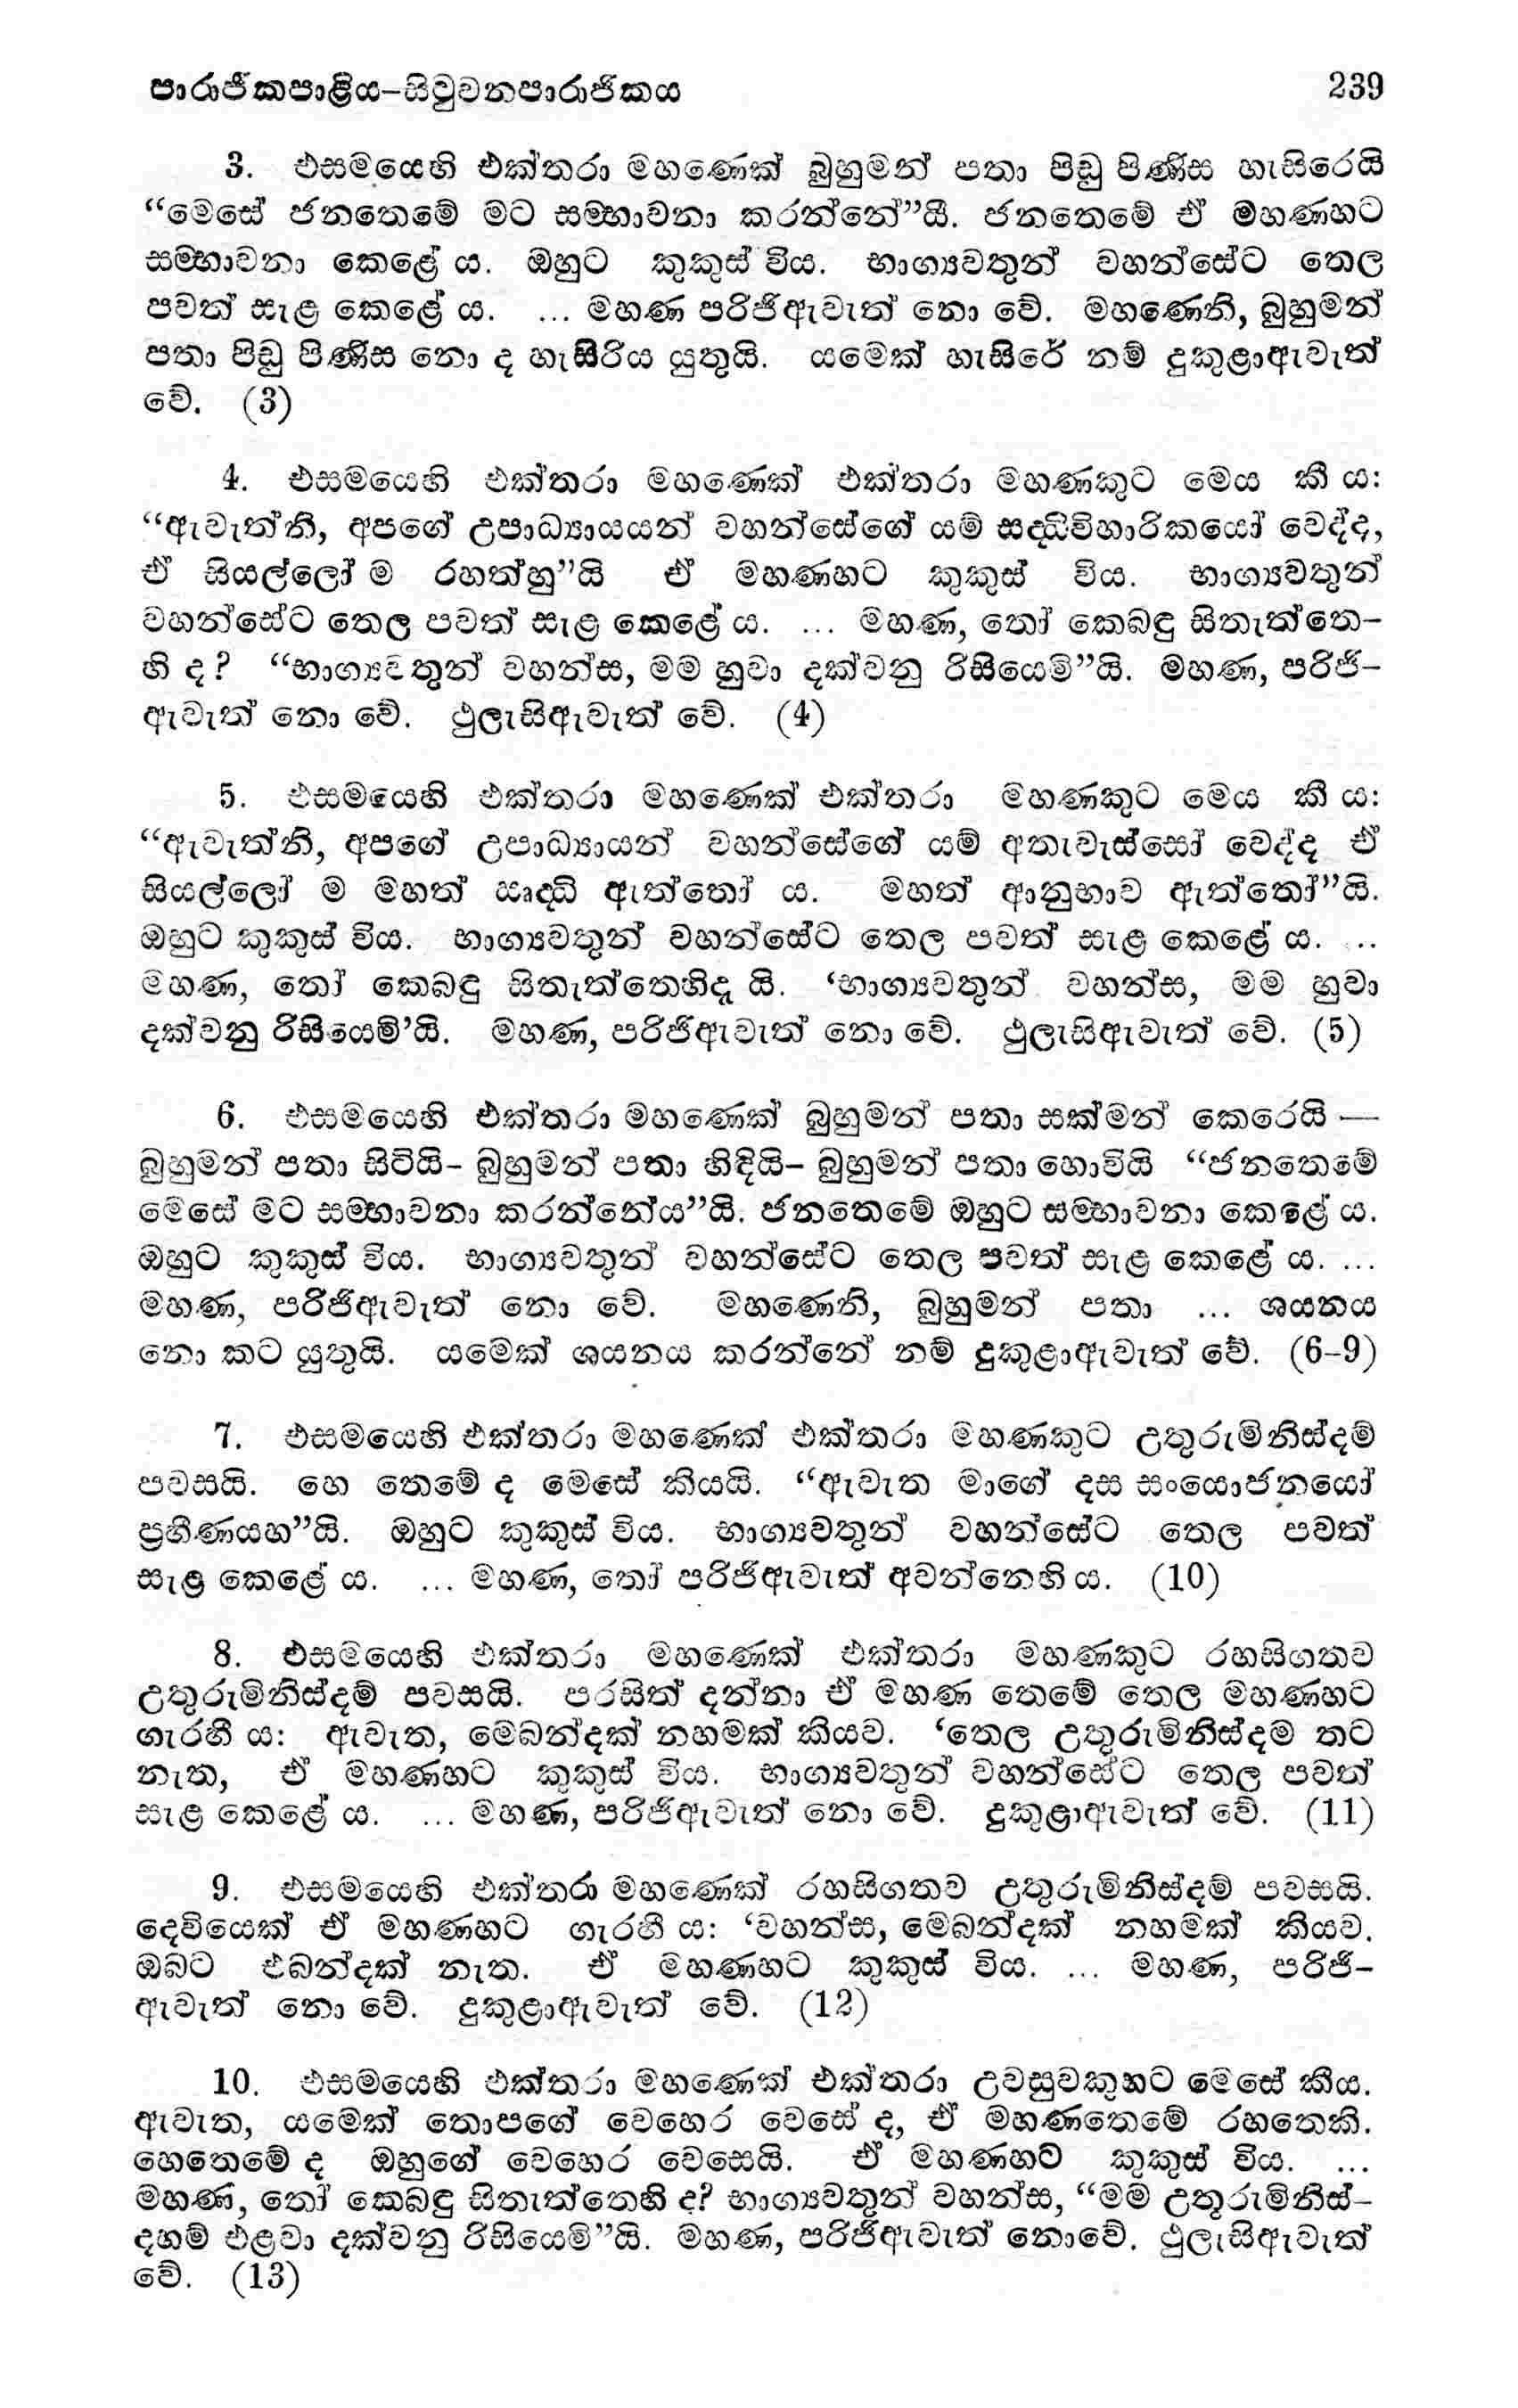 පාරාජිකපාළිය–සිවුවනපාරාජිකය 239
3. එසමයෙහි එක්තරා මහණෙක් බුහුමන් පතා පිඬු පිණිස හැසිරෙයි
“මෙසේ ජනතෙමේ මට සම්භාවනා කරන්නේ”යී. ජනතෙමේ ඒ මහණහට
සම්භාවනා කෙළේ ය. ඔහුට කුකුස් විය. භාග්‍යවතුන් වහන්සේට තෙල
පවත් සැළ කෙළේ ය. ... මහණ පරිජිඇවැත් නො වේ. මහණෙනි, බුහුමන්
පතා පිඬු පිණිස නො ද හැසිරිය යුතුයි. යමෙක් හැසිරේ නම් දුකුළාඇවැත්
වේ. (3)
4. එසමයෙහි එක්තරා මහණෙක් එක්තරා මහණකුට මෙය කී ය:
“ඇවැත්නි, අපගේ උපාධ්‍යායයන් වහන්සේගේ යම් සද්ධිවිහාරිකයෝ වෙද්ද,
ඒ සියල්ලෝ ම රහත්හු”යි ඒ මහණහට කුකුස් විය. භාග්‍යවතුන්
වහන්සේට තෙල පවත් සැළ කෙළේ ය. ... මහණ, තෝ කෙබඳු සිතැත්තෙ–
හි ද? “භාග්‍යවතුන් වහන්ස, මම හුවා දක්වනු රිසියෙමි”යි. මහණ, පරිජි–
ඇවැත් නො වේ. ථුලැසිඇවැත් වේ. (4)
5. එසමයෙහි එක්තරා මහණෙක් එක්තරා මහණකුට මෙය කී ය:
“ඇවැත්නි, අපගේ උපාධ්‍යායන් වහන්සේගේ යම් අතැවැස්සෝ වෙද්ද ඒ
සියල්ලෝ ම මහත් ඍද්ධි ඇත්තෝ ය. මහත් ආනුභාව ඇත්තෝ”යි.
ඔහුට කුකුස් විය. භාග්‍යවතුන් වහන්සේට තෙල පවත් සැළ කෙළේ ය. ...
මහණ, තෝ කෙබඳු සිතැත්තෙහිදැ යි. ‘භාග්‍යවතුන් වහන්ස, මම හුවා
දක්වනු රිසියෙමි’යි. මහණ, පරිජිඇවැත් නො වේ. ථුලැසිඇවැත් වේ. (5)
6. එසමයෙහි එක්තරා මහණෙක් බුහුමන් පතා සක්මන් කෙරෙයි —
බුහුමන් පතා සිටියි– බුහුමන් පතා හිඳියි– බුහුමන් පතා හොවියි “ජනතෙමේ
මෙසේ මට සම්භාවනා කරන්නේය”යි. ජනතෙමේ ඔහුට සම්භාවනා කෙළේ ය.
ඔහුට කුකුස් විය. භාග්‍යවතුන් වහන්සේට තෙල පවත් සැළ කෙළේ ය. ...
මහණ, පරිජිඇවැත් නො වේ. මහණෙනි, බුහුමන් පතා ... ශයනය
නො කට යුතුයි. යමෙක් ශයනය කරන්නේ නම් දුකුළාඇවැත් වේ. (6–9)
7. එසමයෙහි එක්තරා මහණෙක් එක්තරා මහණකුට උතුරුමිනිස්දම්
පවසයි. හෙ තෙමේ ද මෙසේ කියයි. “ඇවැත මාගේ දස සංයොජනයෝ
ප්‍රහීණයහ”යි. ඔහුට කුකුස් විය. භාග්‍යවතුන් වහන්සේට තෙල පවත්
සැළ කෙළේ ය. ... මහණ, තෝ පරිජිඇවැත් අවන්නෙහි ය. (10)
8. එසමයෙහි එක්තරා මහණෙක් එක්තරා මහණකුට රහසිගතව
උතුරුමිනිස්දම් පවසයි. පරසිත් දන්නා ඒ මහණ තෙමේ තෙල මහණහට
ගැරහී ය: ඇවැත, මෙබන්දක් නහමක් කියව. ‘තෙල උතුරුමිනිස්දම තට
නැත, ඒ මහණහට කුකුස් විය. භාග්‍යවතුන් වහන්සේට තෙල පවත්
සැළ කෙළේ ය. ... මහණ, පරිජිඇවැත් නො වේ. දුකුළාඇවැත් වේ. (11)
9. එසමයෙහි එක්තරා මහණෙක් රහසිගතව උතුරුමිනිස්දම් පවසයි.
දෙවියෙක් ඒ මහණහට ගැරහී ය: ‘වහන්ස, මෙබන්දක් නහමක් කියව.
ඔබට එබන්දක් නැත. ඒ මහණහට කුකුස් විය. ... මහණ, පරිජි–
ඇවැත් නො වේ. දුකුළාඇවැත් වේ. (12)
10. එසමයෙහි එක්තරා මහණෙක් එක්තරා උවසුවකුහට මෙසේ කීය.
ඇවැත, යමෙක් තොපගේ වෙහෙර වෙසේ ද, ඒ මහණතෙමේ රහතෙකි.
හෙතෙමේ ද ඔහුගේ වෙහෙර වෙසෙයි. ඒ මහණහට කුකුස් විය. ...
මහණ, තෝ කෙබඳු සිතැත්තෙහි ද? භාග්‍යවතුන් වහන්ස, “මම උතුරුමිනිස්–
දහම් එළවා දක්වනු රිසියෙමි”යි. මහණ, පරිජිඇවැත් නොවේ. ථුලැසිඇවැත්
වේ. (13)